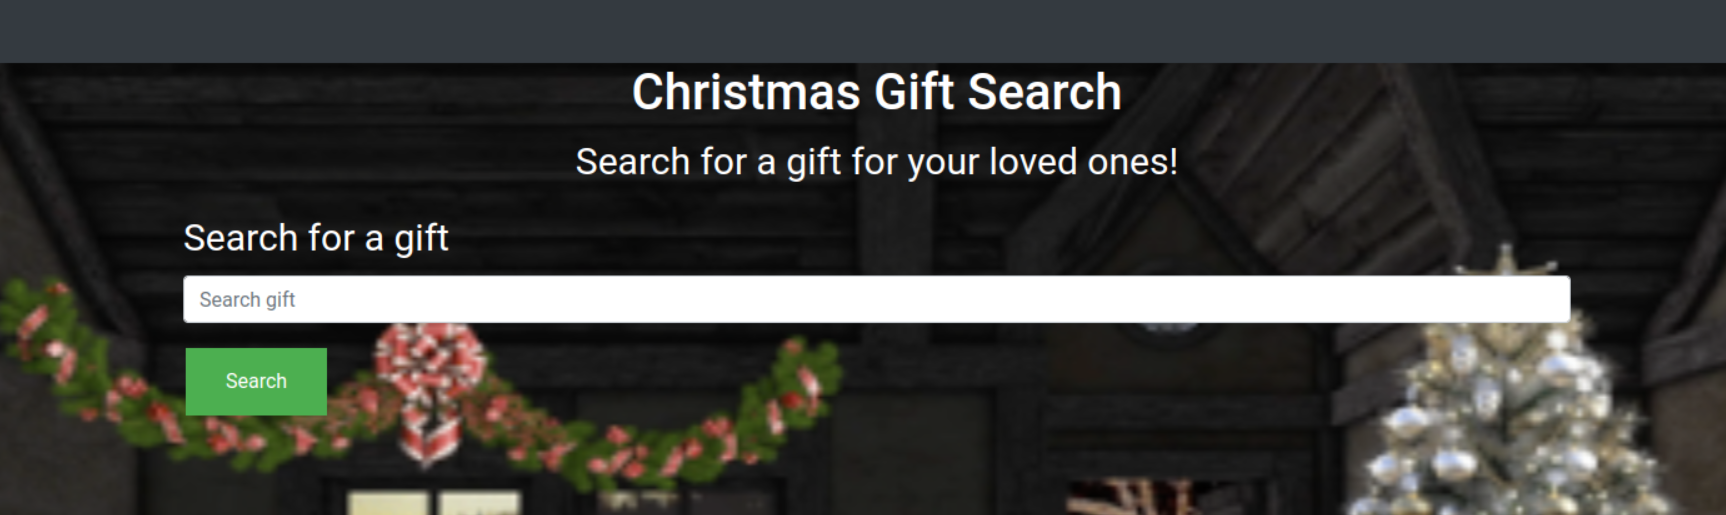 Christmas Gift Search
Search for a gift for your loved ones!
Search for a gift
Search gift
Search